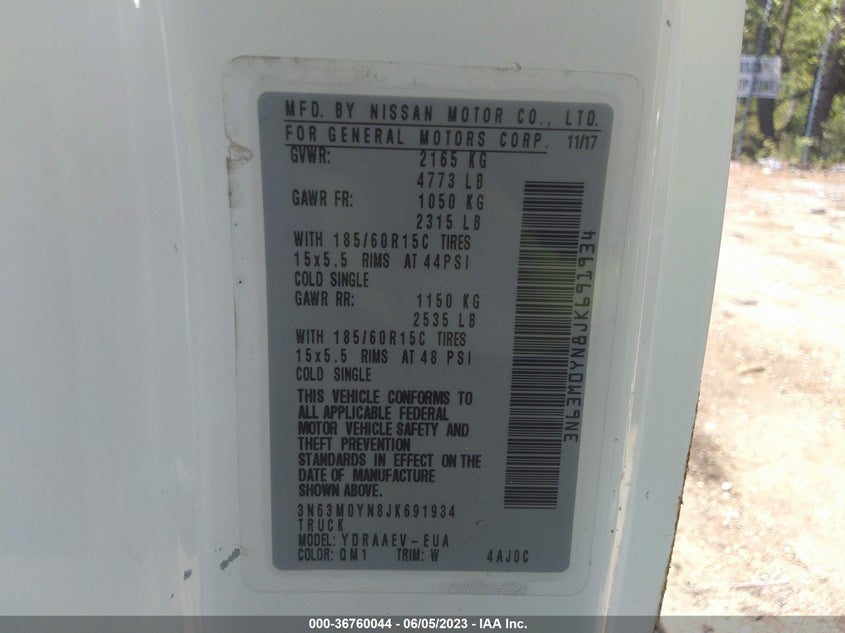 MFD. BY NISSAN MOTOR CO., LTD.
FOR GENERAL MOTORS CORP. 11/17
GVWR: 2165 KG
4773 LB
GAWR FR: 1050 KG
2315 LB
WITH 185/60R15C TIRES
15x5.5 RIMS AT 44PSI
COLD SINGLE
GAWR RR: 1150 KG
2535 LB
WITH 185/60R15C TIRES
15x5.5 RIMS AT 48 PSI
COLD SINGLE
THIS VEHICLE CONFORMS TO
ALL APPLICABLE FEDERAL
MOTOR VEHICLE SAFETY AND
THEFT PREVENTION
STANDARDS IN EFFECT ON THE
DATE OF MANUFACTURE
SHOWN ABOVE.
3N63M0YN8JK691934
TRUCK
MODEL: YDRAAEV-EUA
COLOR: QM1 TRIM: W 4AJ0C
3N63M0YN8JK691934
000-36760044 - 06/05/2023 - IAA Inc.